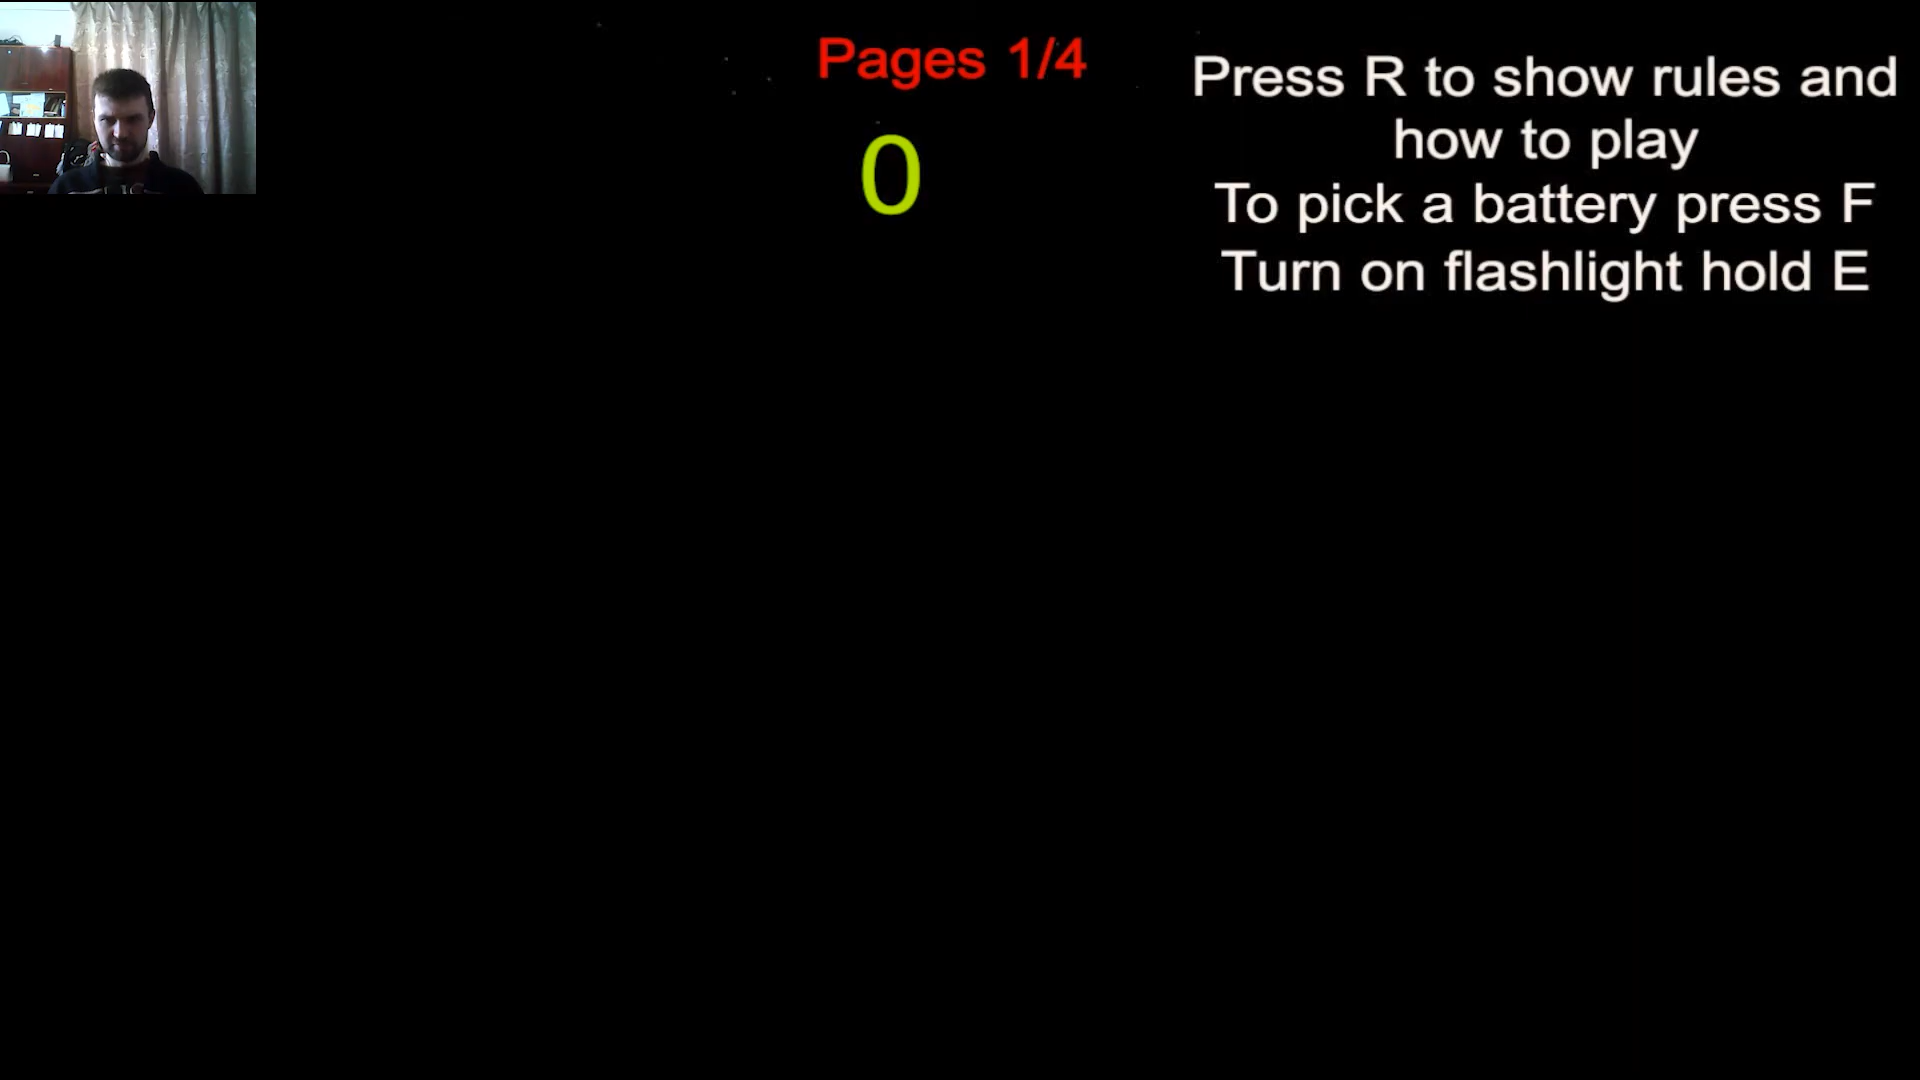 Pages 1/4
0
Press R to show rules and
how to play
To pick a battery press F
Turn on flashlight hold E